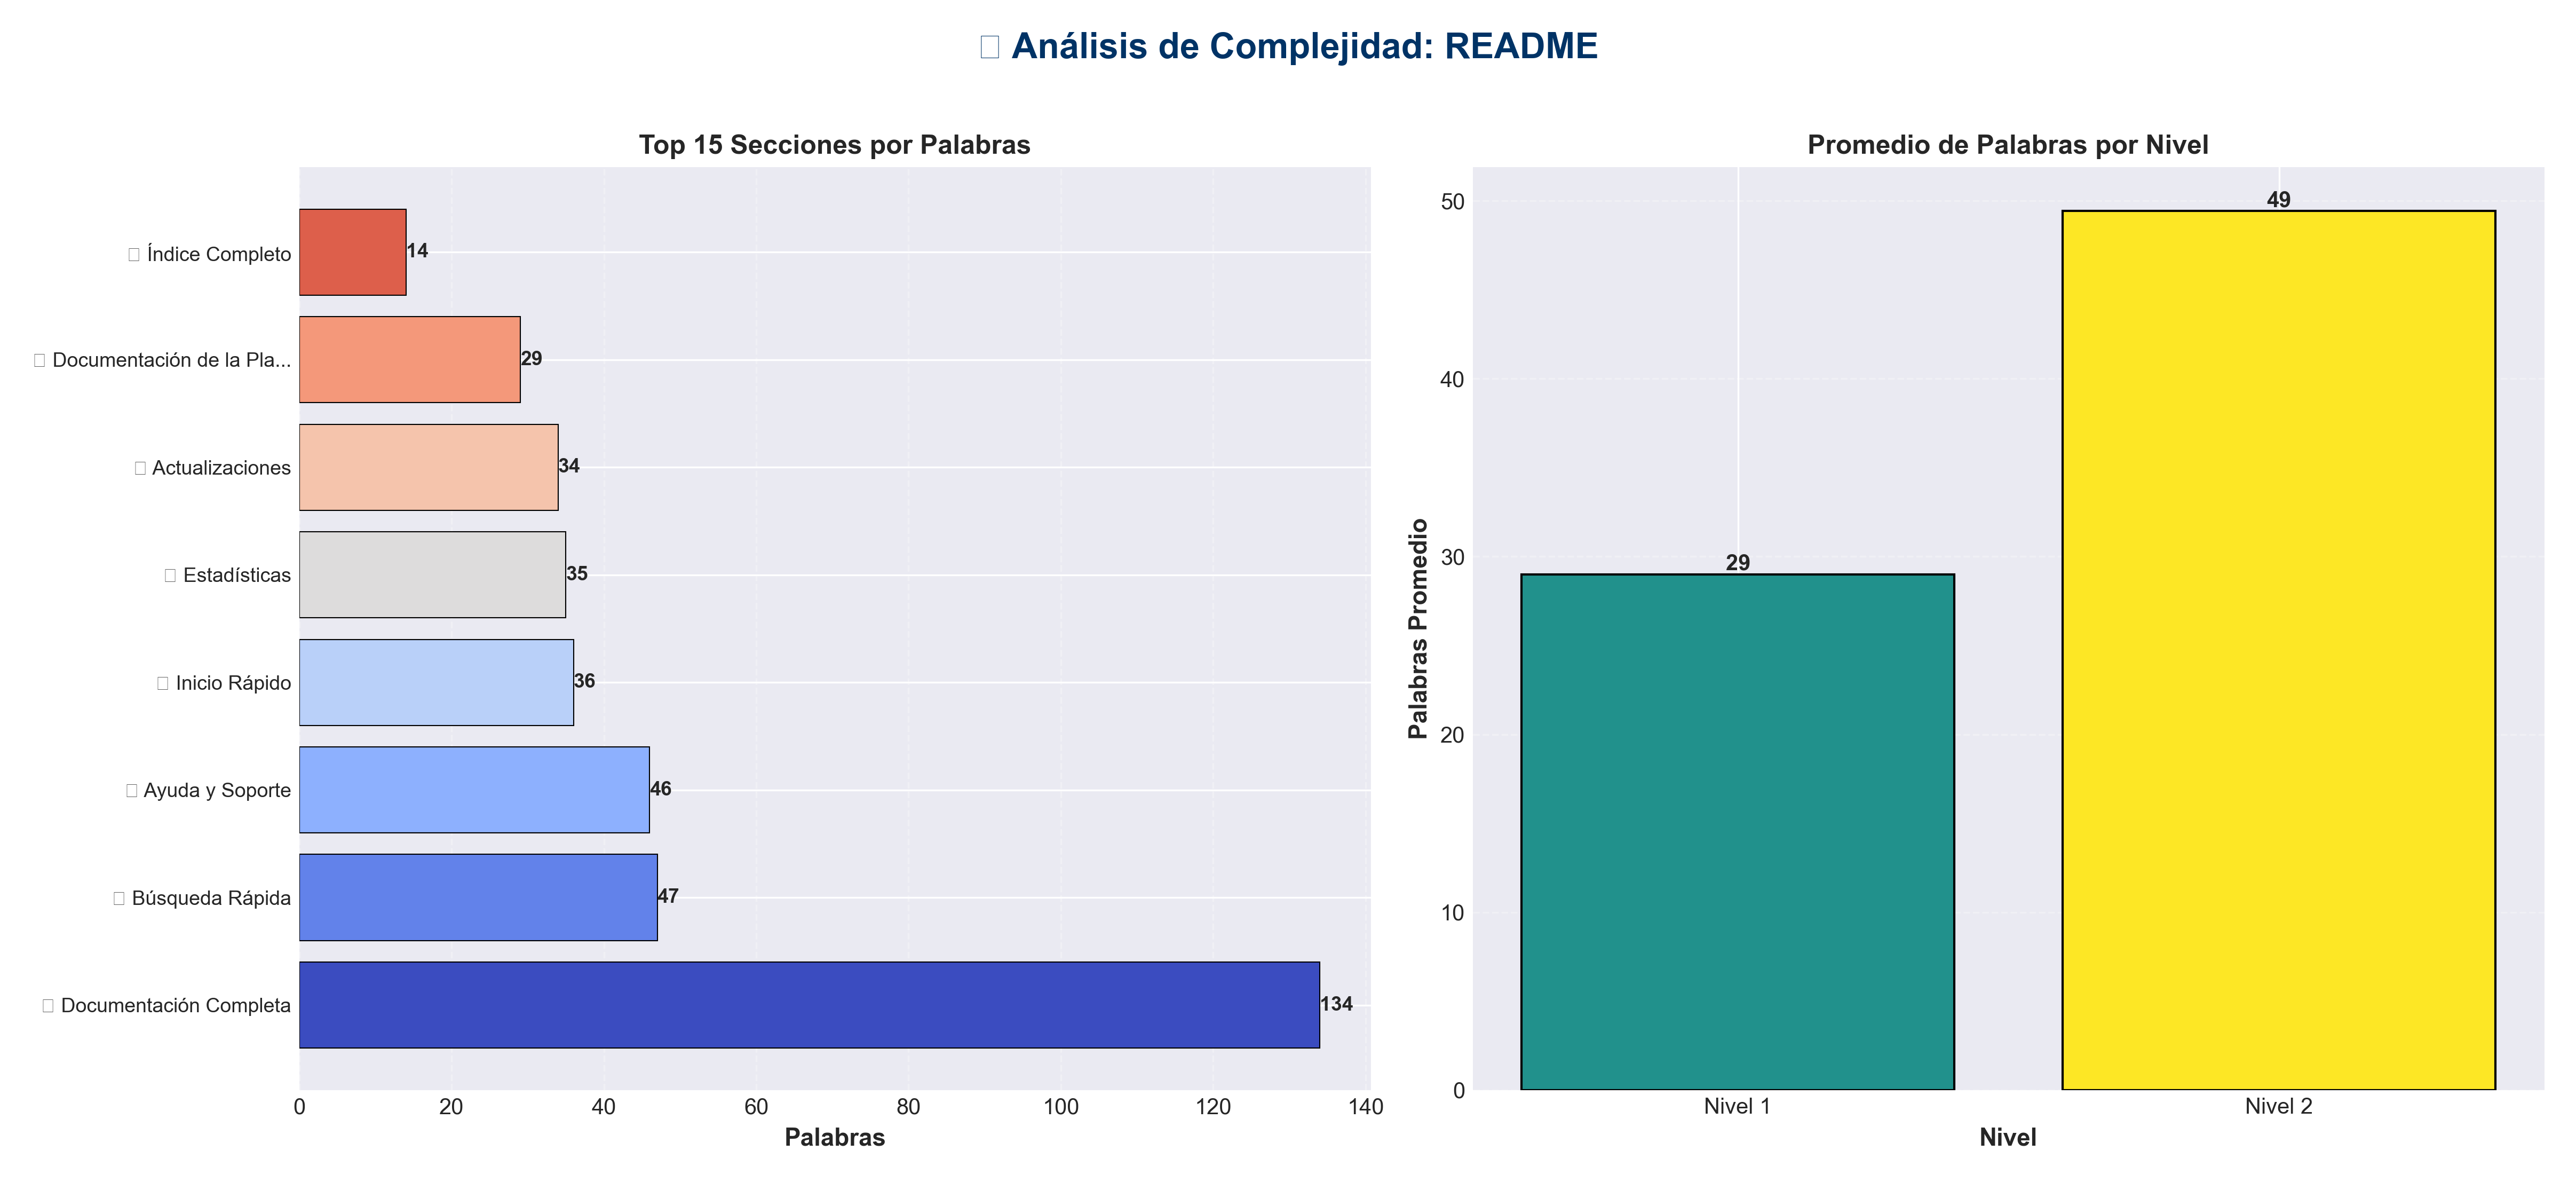 Análisis de Complejidad: README
Top 15 Secciones por Palabras
Índice Completo
14
Documentación de la Pla...
29
Actualizaciones
34
Estadísticas
35
Inicio Rápido
36
Ayuda y Soporte
46
Búsqueda Rápida
47
Documentación Completa
134
0 20 40 60 80 100 120 140
Palabras
Promedio de Palabras por Nivel
Palabras Promedio
50
40
30
20
10
0
29
49
Nivel 1 Nivel 2
Nivel